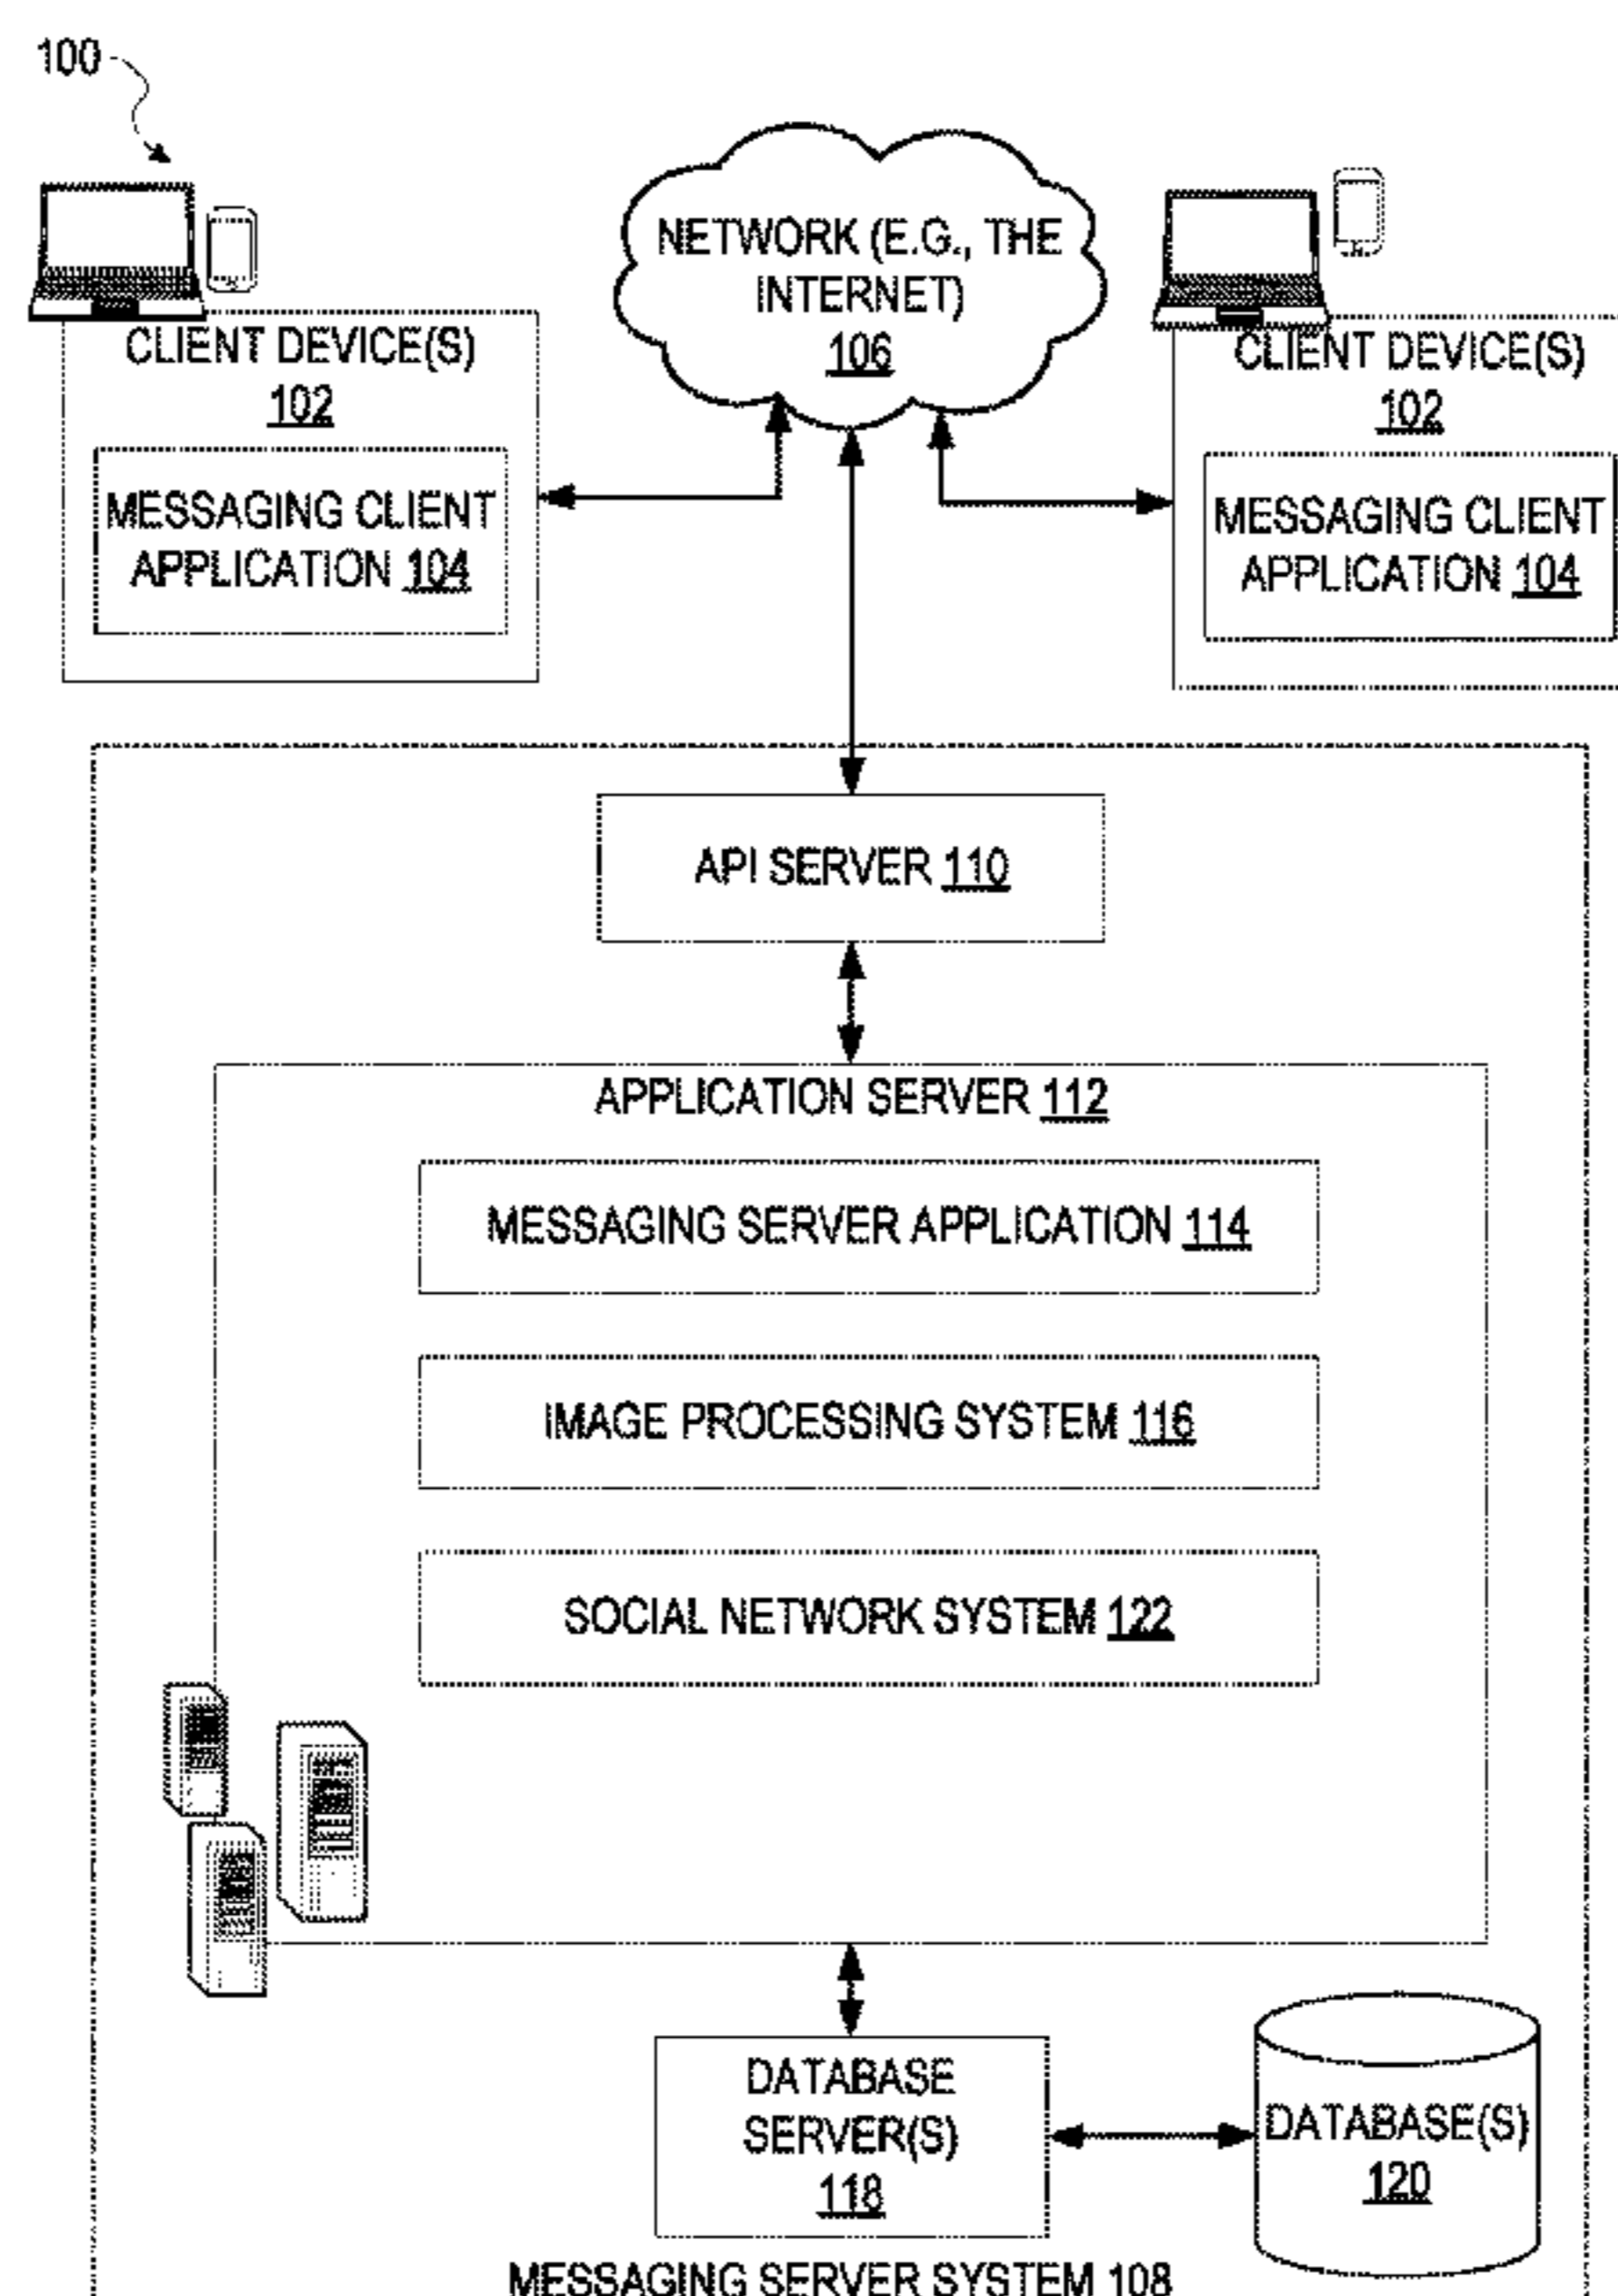 100
NETWORK (E.G., THE
INTERNET)
106
CLIENT DEVICE(S)
102
MESSAGING CLIENT
APPLICATION 104
CLIENT DEVICE(S)
102
MESSAGING CLIENT
APPLICATION 104
API SERVER 110
APPLICATION SERVER 112
MESSAGING SERVER APPLICATION 114
IMAGE PROCESSING SYSTEM 116
SOCIAL NETWORK SYSTEM 122
DATABASE
SERVER(S)
118
DATABASE(S)
120
MESSAGING SERVER SYSTEM 108